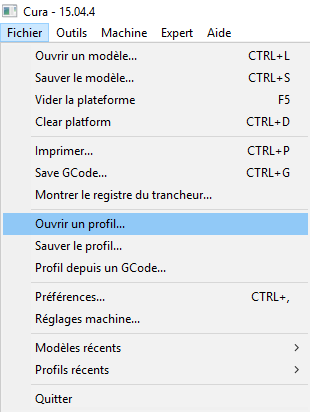 Cura - 15.04.4
Fichier Outils Machine Expert Aide
Ouvrir un modèle... CTRL+L
Sauver le modèle... CTRL+S
Vider la plateforme F5
Clear platform CTRL+D
Imprimer... CTRL+P
Save GCode... CTRL+G
Montrer le registre du trancheur...
Ouvrir un profil...
Sauver le profil...
Profil depuis un GCode...
Préférences... CTRL+,
Réglages machine...
Modèles récents
Profils récents
Quitter